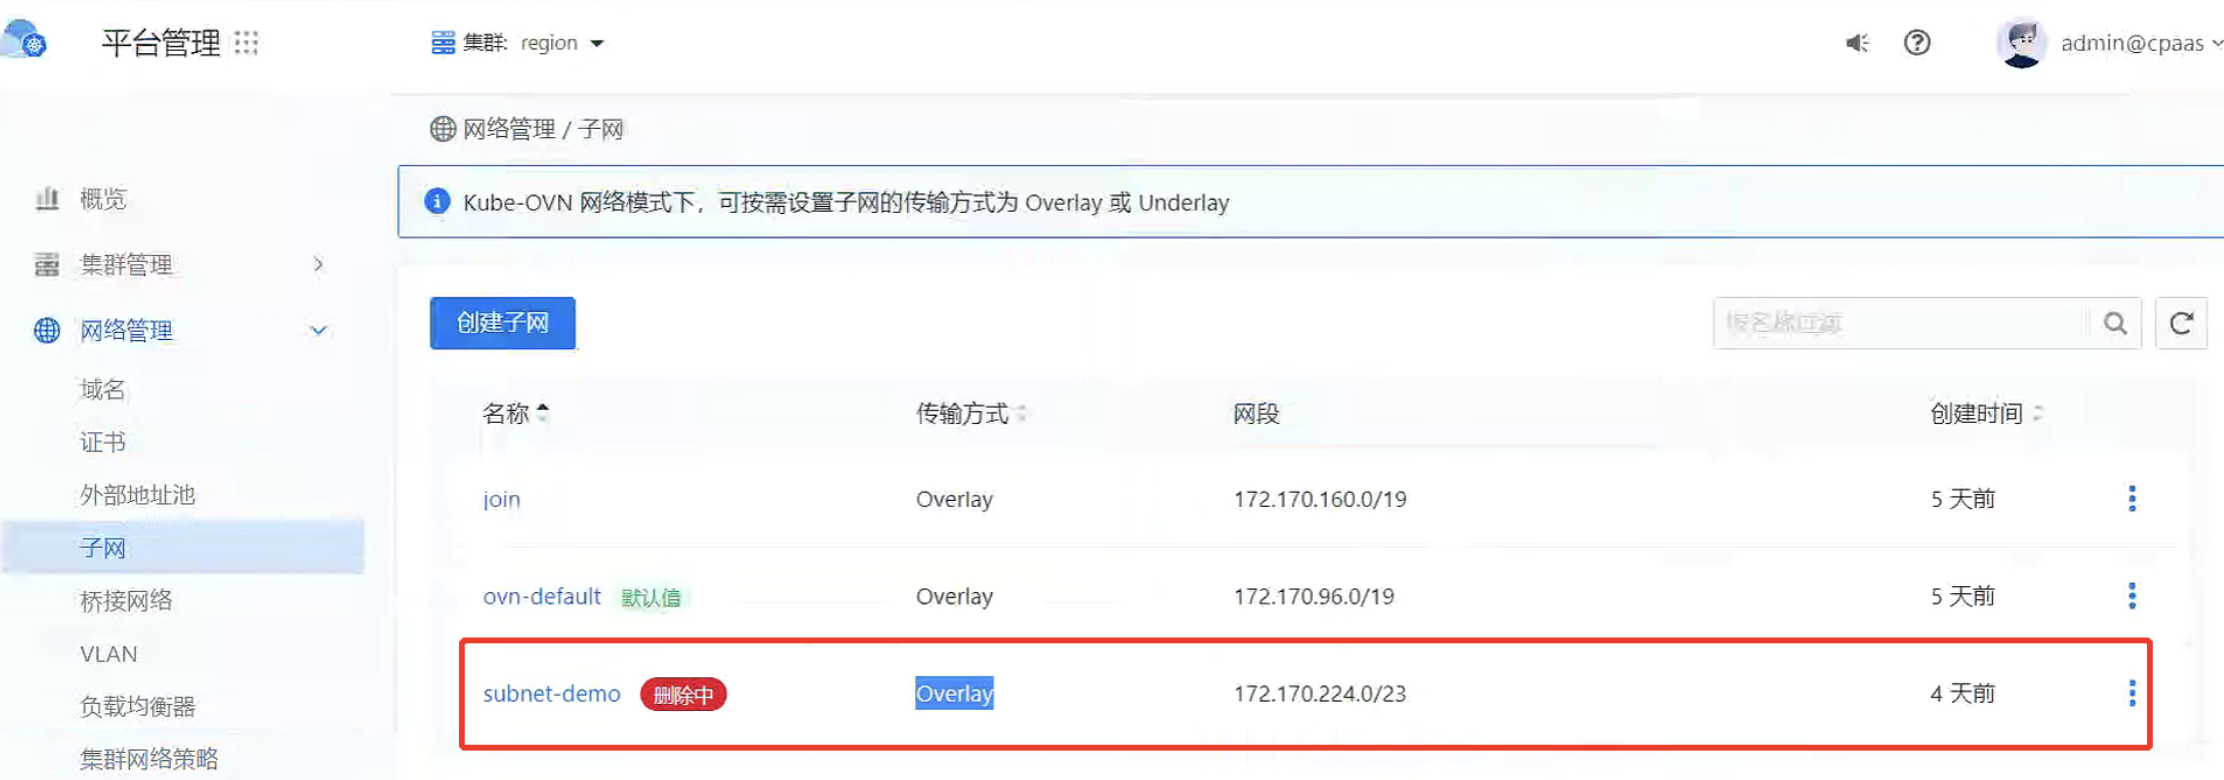 平台管理
集群: region
admin@cpaas
网络管理 / 子网
Kube-OVN 网络模式下，可按需设置子网的传输方式为 Overlay 或 Underlay
概览
集群管理
网络管理
域名
证书
外部地址池
子网
桥接网络
VLAN
负载均衡器
集群网络策略
创建子网
按名称过滤
名称 传输方式 网段 创建时间
join Overlay 172.170.160.0/19 5 天前
ovn-default 默认值 Overlay 172.170.96.0/19 5 天前
subnet-demo 删除中 Overlay 172.170.224.0/23 4 天前